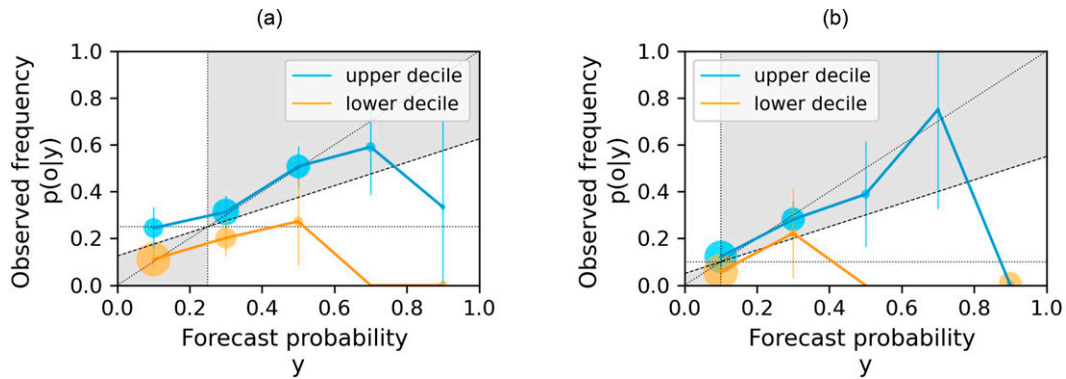 (a)
1.0
0.8
0.6
0.4
0.2
0.0
Observed frequency
p(o|y)
upper decile
lower decile
0.0 0.2 0.4 0.6 0.8 1.0
Forecast probability
y
(b)
1.0
0.8
0.6
0.4
0.2
0.0
Observed frequency
p(o|y)
upper decile
lower decile
0.0 0.2 0.4 0.6 0.8 1.0
Forecast probability
y